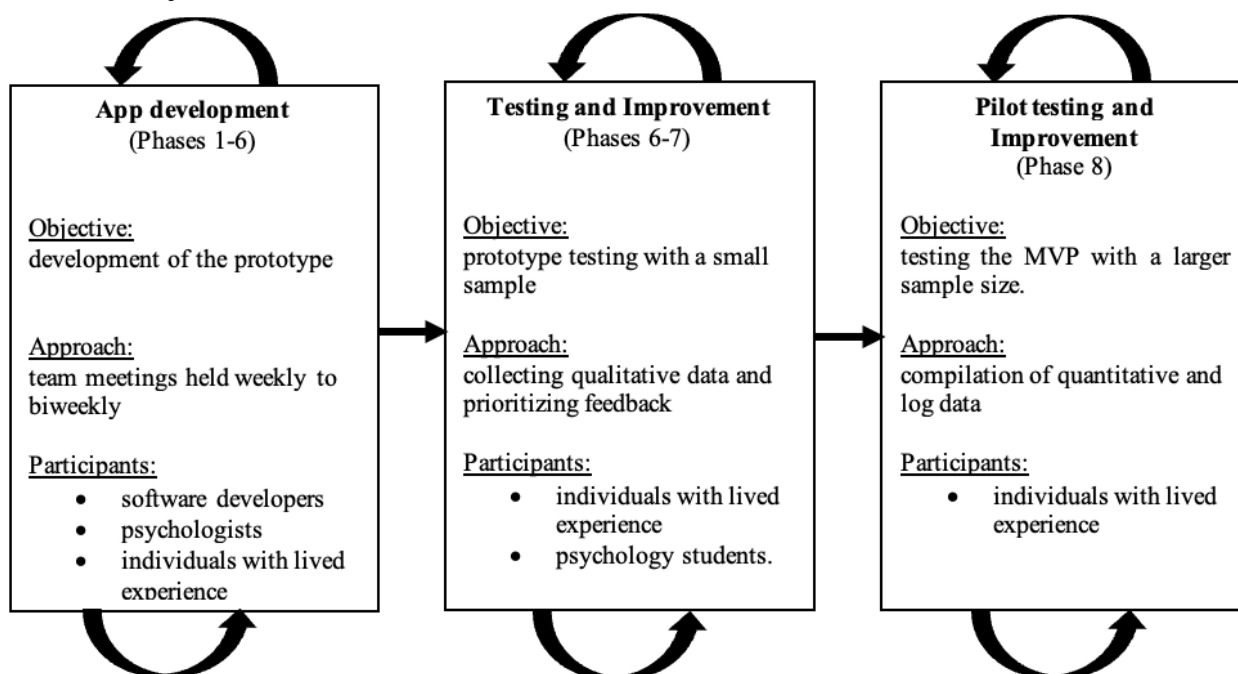 App development
(Phases 1-6)
Objective:
development of the prototype
Approach:
team meetings held weekly to
biweekly
Participants:
• software developers
• psychologists
• individuals with lived
experience
Testing and Improvement
(Phases 6-7)
Objective:
prototype testing with a small
sample
Approach:
collecting qualitative data and
prioritizing feedback
Participants:
• individuals with lived
experience
• psychology students.
Pilot testing and
Improvement
(Phase 8)
Objective:
testing the MVP with a larger
sample size.
Approach:
compilation of quantitative and
log data
Participants:
• individuals with lived
experience